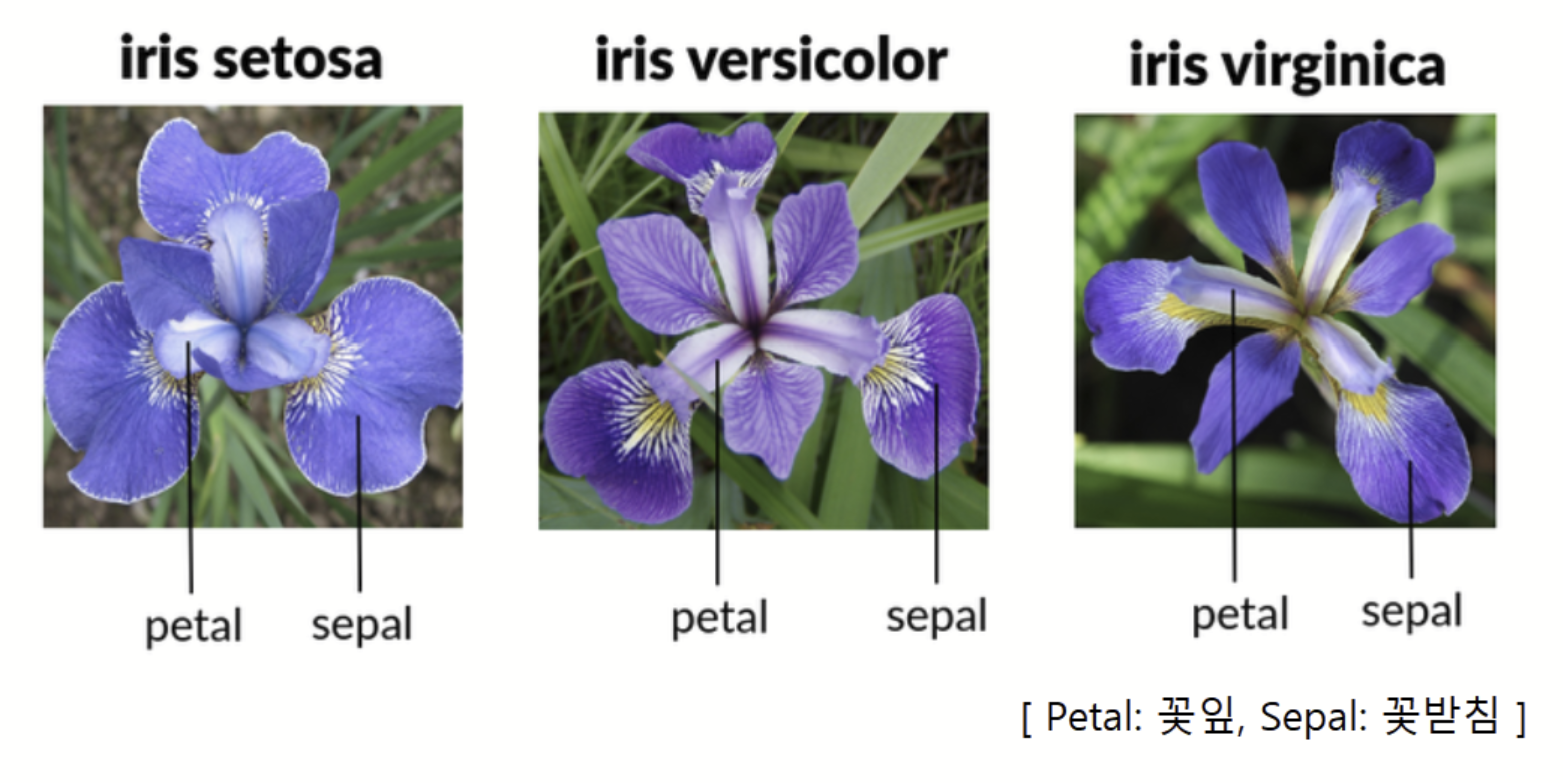 iris setosa
iris versicolor
iris virginica
petal
sepal
petal
sepal
petal
sepal
[ Petal: 꽃잎, Sepal: 꽃받침 ]